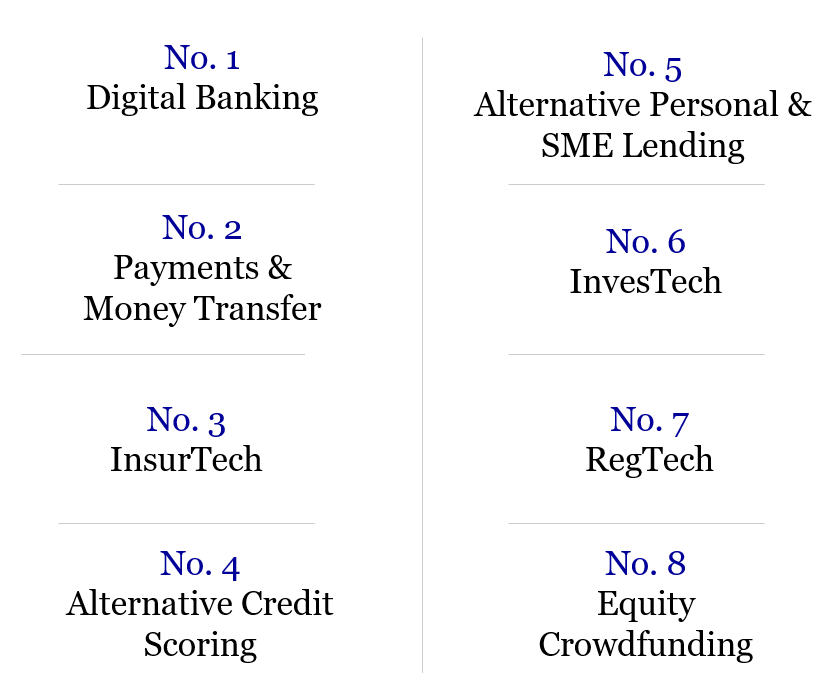 No. 1
Digital Banking
No. 2
Payments &
Money Transfer
No. 3
InsurTech
No. 4
Alternative Credit
Scoring
No. 5
Alternative Personal &
SME Lending
No. 6
InvesTech
No. 7
RegTech
No. 8
Equity
Crowdfunding